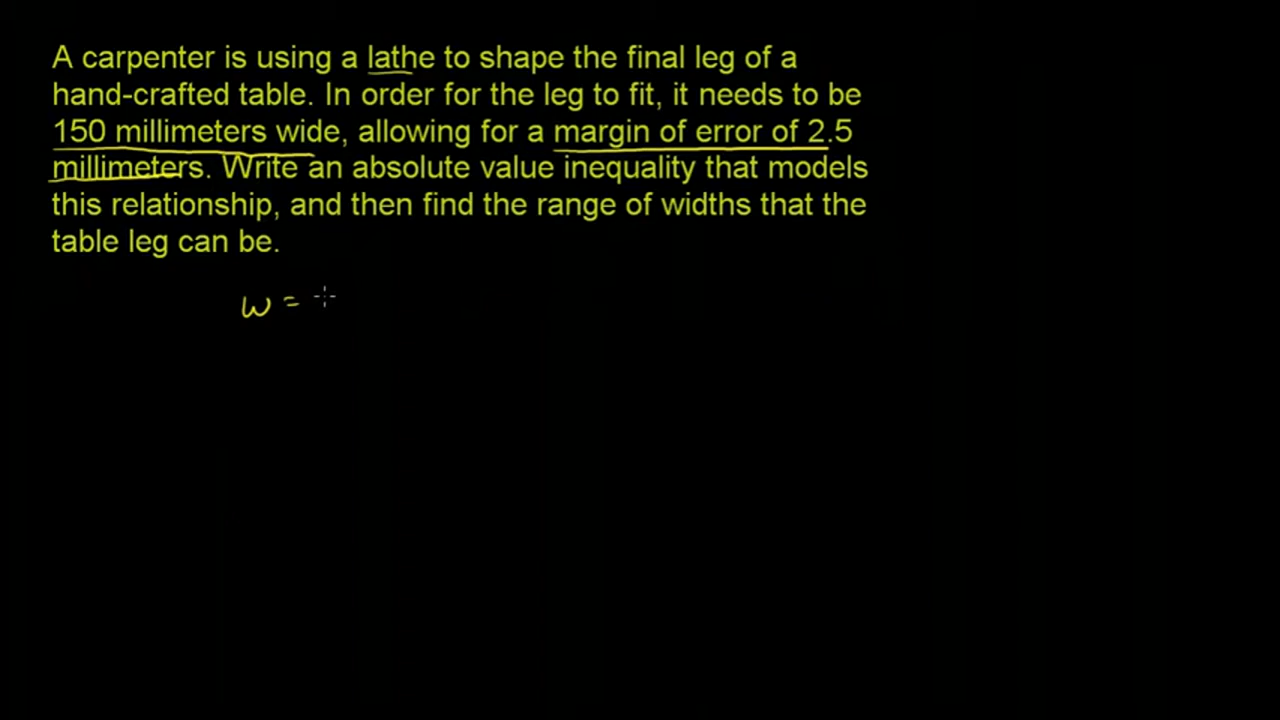 A carpenter is using a lathe to shape the final leg of a
hand-crafted table. In order for the leg to fit, it needs to be
150 millimeters wide, allowing for a margin of error of 2.5
millimeters. Write an absolute value inequality that models
this relationship, and then find the range of widths that the
table leg can be.
w =